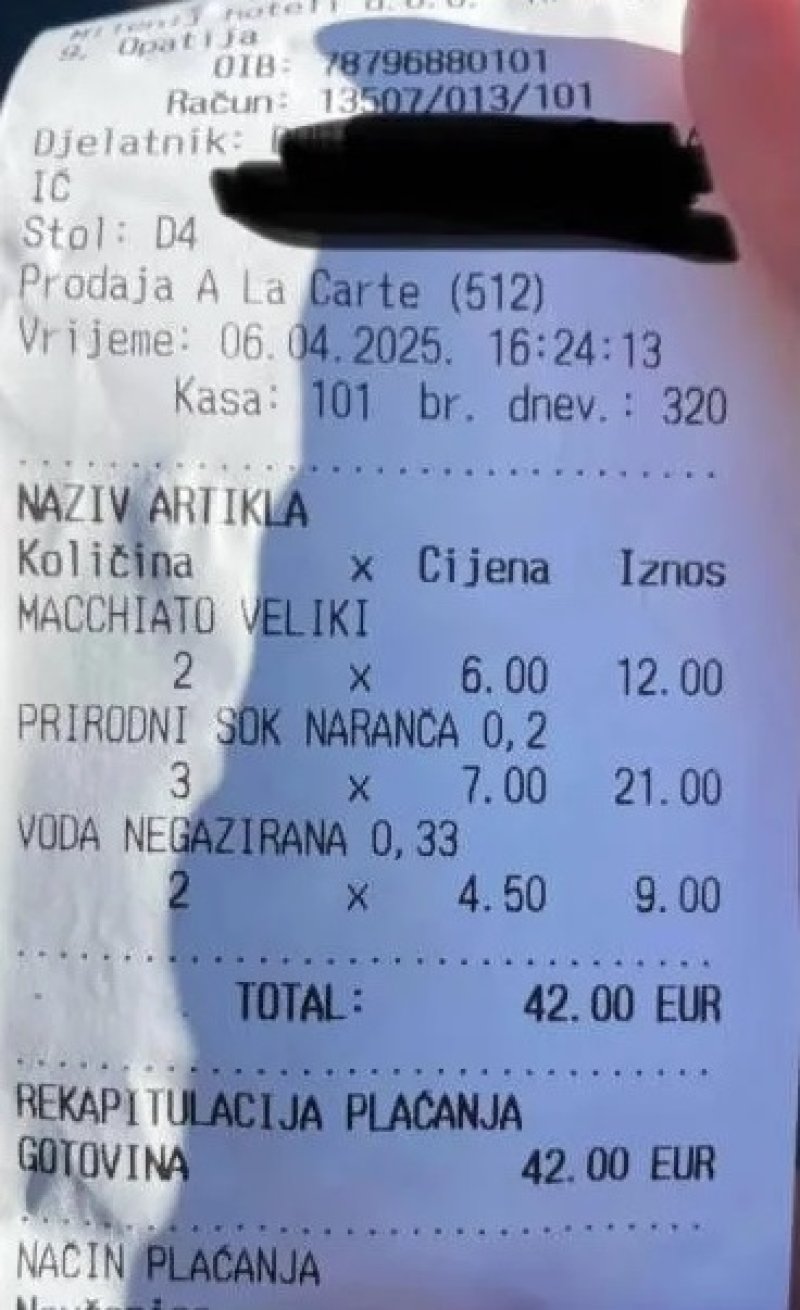 hoteli d.o.o.
9, Opatija
OIB: 78796880101
Račun: 13507/013/101
Djelatnik:
IČ
Stol: D4
Prodaja A La Carte (512)
Vrijeme: 06.04.2025. 16:24:13
Kasa: 101 br. dnev.: 320
NAZIV ARTIKLA
Količina x Cijena Iznos
MACCHIATO VELIKI
2 x 6.00 12.00
PRIRODNI SOK NARANČA 0,2
3 x 7.00 21.00
VODA NEGAZIRANA 0,33
2 x 4.50 9.00
TOTAL: 42.00 EUR
REKAPITULACIJA PLAĆANJA
GOTOVINA 42.00 EUR
NAČIN PLAĆANJA